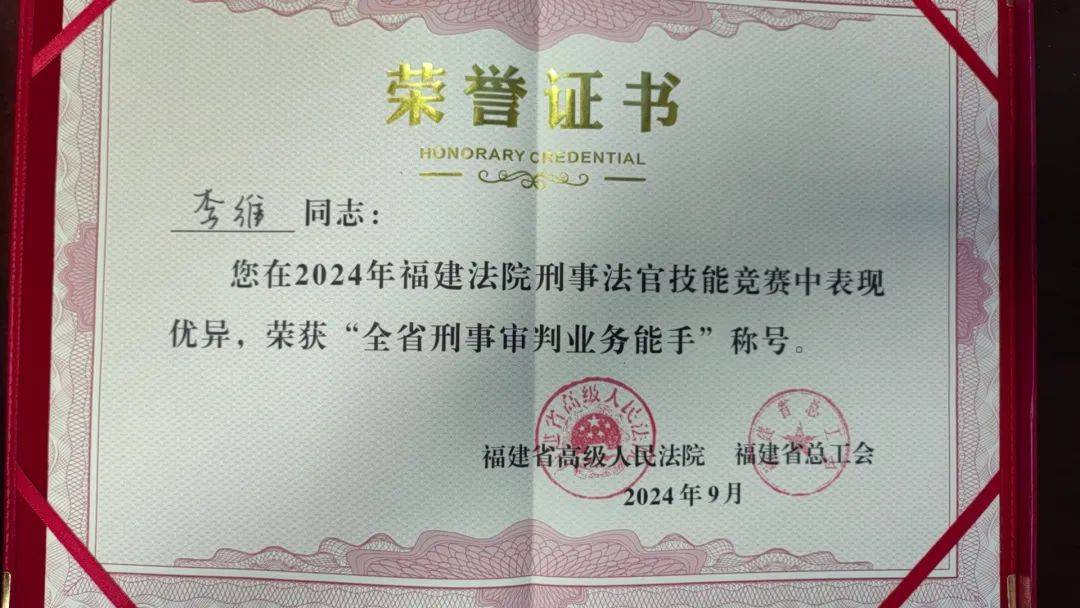 荣誉证书
HONORARY CREDENTIAL
李维 同志：
您在2024年福建法院刑事法官技能竞赛中表现
优异，荣获“全省刑事审判业务能手”称号。
福建省高级人民法院 福建省总工会
2024年9月